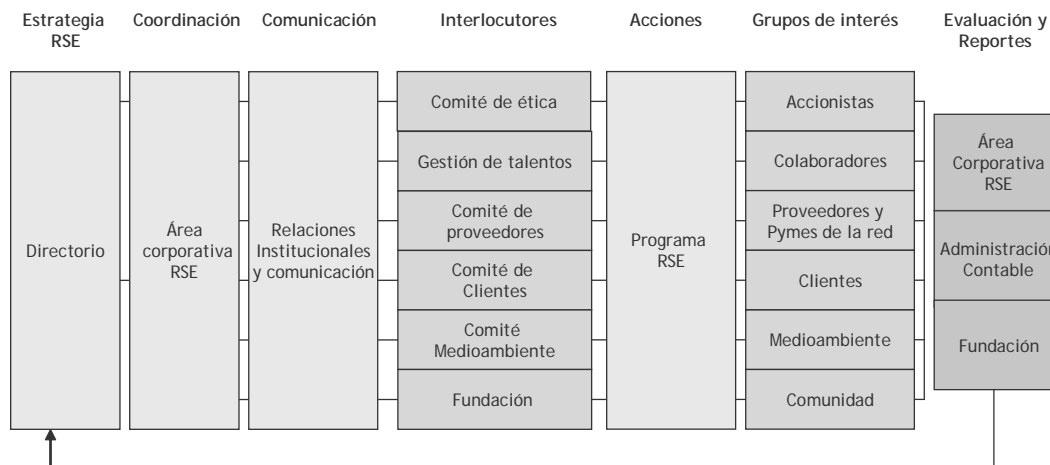 Estrategia
RSE
Coordinación
Comunicación
Interlocutores
Acciones
Grupos de interés
Evaluación y
Reportes
Directorio
Área
corporativa
RSE
Relaciones
Institucionales
y comunicación
Comité de ética
Gestión de talentos
Comité de
proveedores
Comité de
Clientes
Comité
Medioambiente
Fundación
Programa
RSE
Accionistas
Colaboradores
Proveedores y
Pymes de la red
Clientes
Medioambiente
Comunidad
Área
Corporativa
RSE
Administración
Contable
Fundación